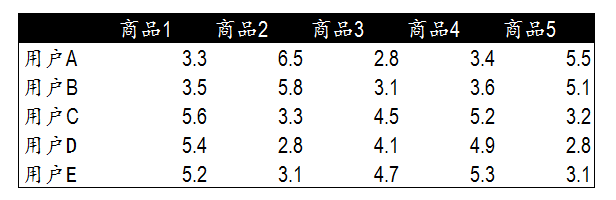 商品1 商品2 商品3 商品4 商品5
用户A 3.3 6.5 2.8 3.4 5.5
用户B 3.5 5.8 3.1 3.6 5.1
用户C 5.6 3.3 4.5 5.2 3.2
用户D 5.4 2.8 4.1 4.9 2.8
用户E 5.2 3.1 4.7 5.3 3.1